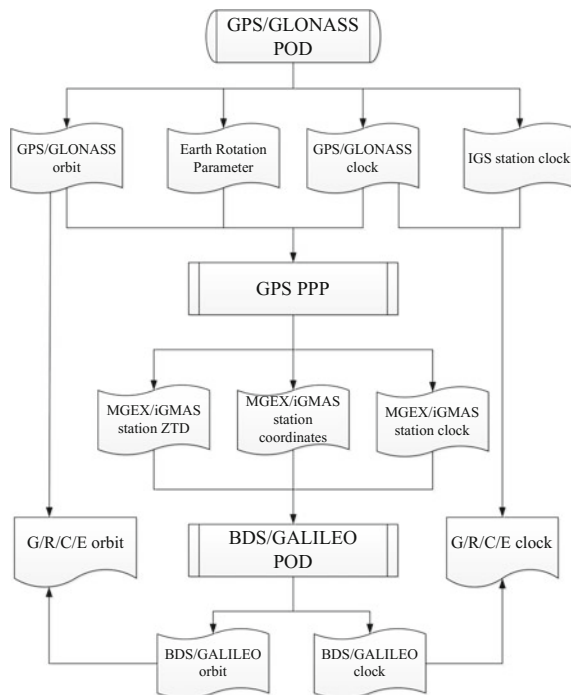 GPS/GLONASS
POD
GPS/GLONASS
orbit
Earth Rotation
Parameter
GPS/GLONASS
clock
IGS station clock
GPS PPP
MGEX/iGMAS
station ZTD
MGEX/iGMAS
station
coordinates
MGEX/iGMAS
station clock
G/R/C/E orbit
BDS/GALILEO
POD
G/R/C/E clock
BDS/GALILEO
orbit
BDS/GALILEO
clock